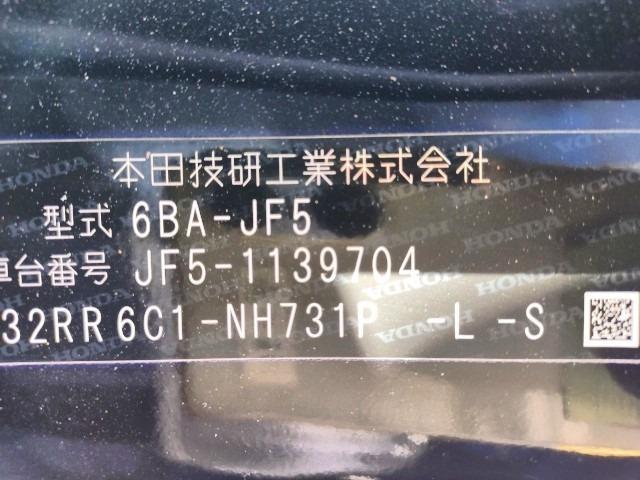 本田技研工業株式会社
型式 6BA-JF5
車台番号 JF5-1139704
32RR6C1-NH731P -L -S